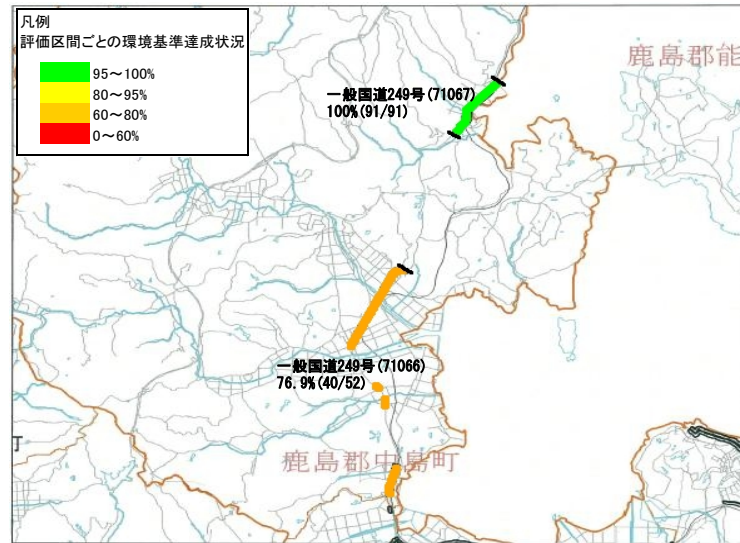 凡例
評価区間ごとの環境基準達成状況
95～100%
80～95%
60～80%
0～60%
鹿島郡能
一般国道249号(71067)
100%(91/91)
一般国道249号(71066)
76.9%(40/52)
鹿島郡中島町
町